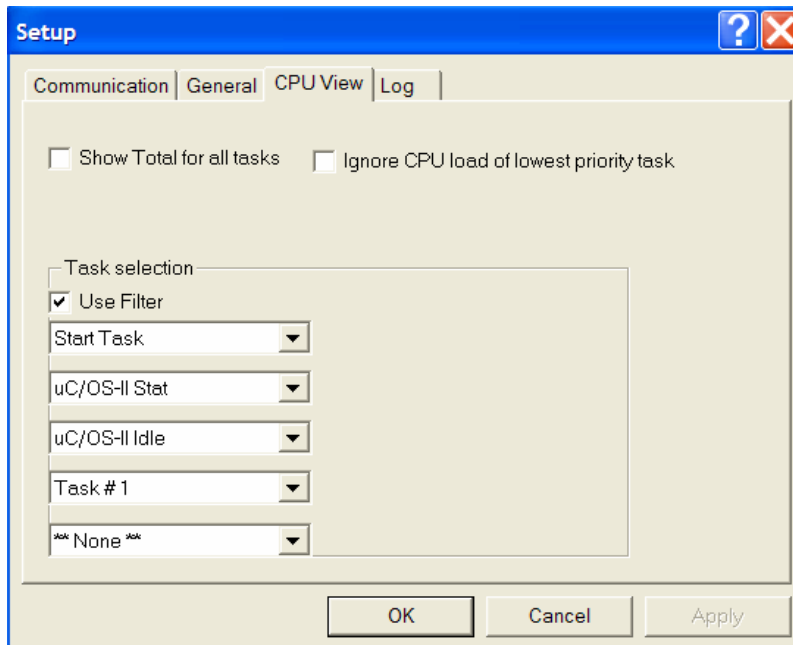 Setup
?
Communication General CPU View Log
Show Total for all tasks Ignore CPU load of lowest priority task
Task selection
Use Filter
Start Task
uC/OS-II Stat
uC/OS-II Idle
Task # 1
** None **
OK Cancel Apply